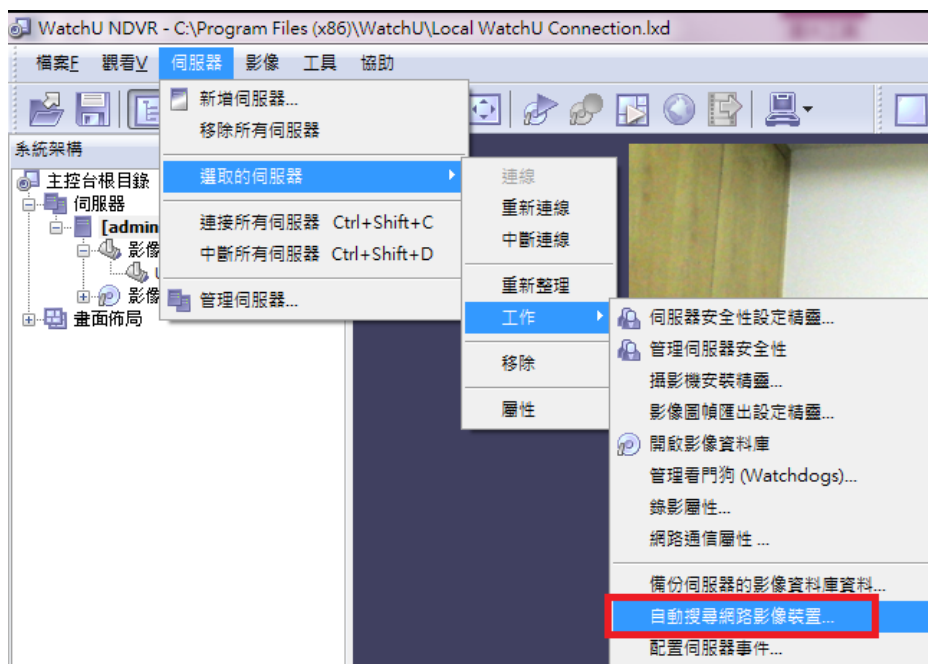 WatchU NDVR - C:\Program Files (x86)\WatchU\Local WatchU Connection.lxd
檔案F 觀看V 伺服器 影像 工具 協助
新增伺服器...
移除所有伺服器
選取的伺服器
連接所有伺服器 Ctrl+Shift+C
中斷所有伺服器 Ctrl+Shift+D
管理伺服器...
系統架構
主控台根目錄
伺服器
[admin
影像
影像
畫面佈局
連線
重新連線
中斷連線
重新整理
工作
移除
屬性
伺服器安全性設定精靈...
管理伺服器安全性
攝影機安裝精靈...
影像圖幀匯出設定精靈...
開啟影像資料庫
管理看門狗 (Watchdogs)...
錄影屬性...
網路通信屬性 ...
備份伺服器的影像資料庫資料...
自動搜尋網路影像裝置...
配置伺服器事件...